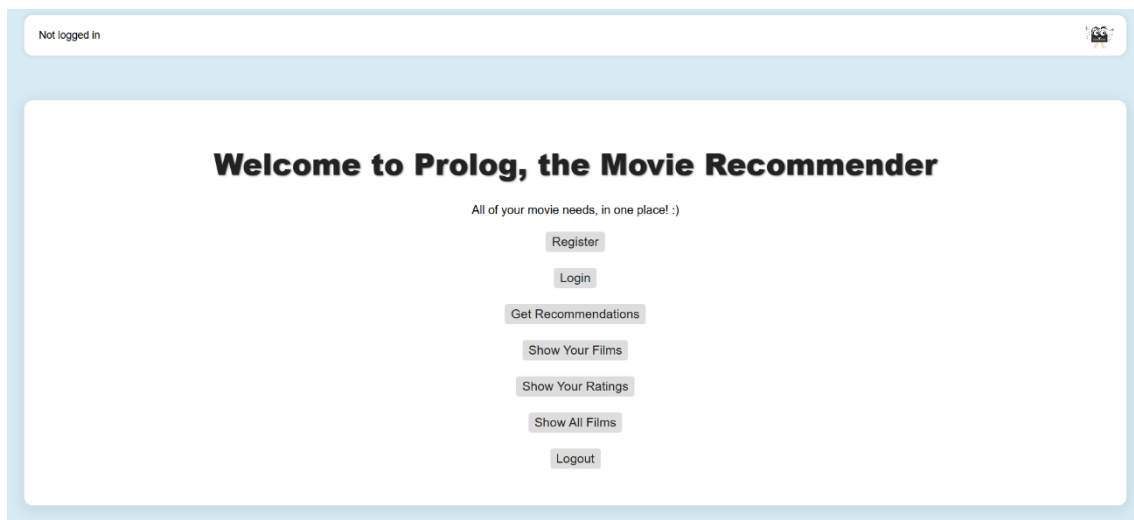 Not logged in
Welcome to Prolog, the Movie Recommender
All of your movie needs, in one place! :)
Register
Login
Get Recommendations
Show Your Films
Show Your Ratings
Show All Films
Logout